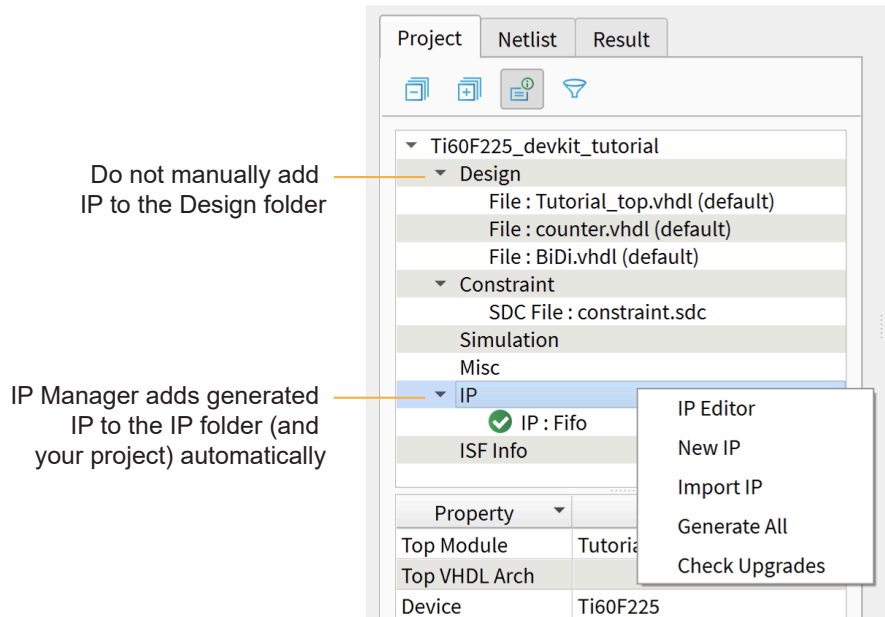 Project
Netlist
Result
Ti60F225_devkit_tutorial
Do not manually add
IP to the Design folder
Design
File : Tutorial_top.vhdl (default)
File : counter.vhdl (default)
File : BiDi.vhdl (default)
Constraint
SDC File : constraint.sdc
Simulation
Misc
IP Manager adds generated
IP to the IP folder (and
your project) automatically
IP
IP : Fifo
ISF Info
IP Editor
New IP
Import IP
Generate All
Check Upgrades
Property
Top Module
Tutoria
Top VHDL Arch
Device
Ti60F225